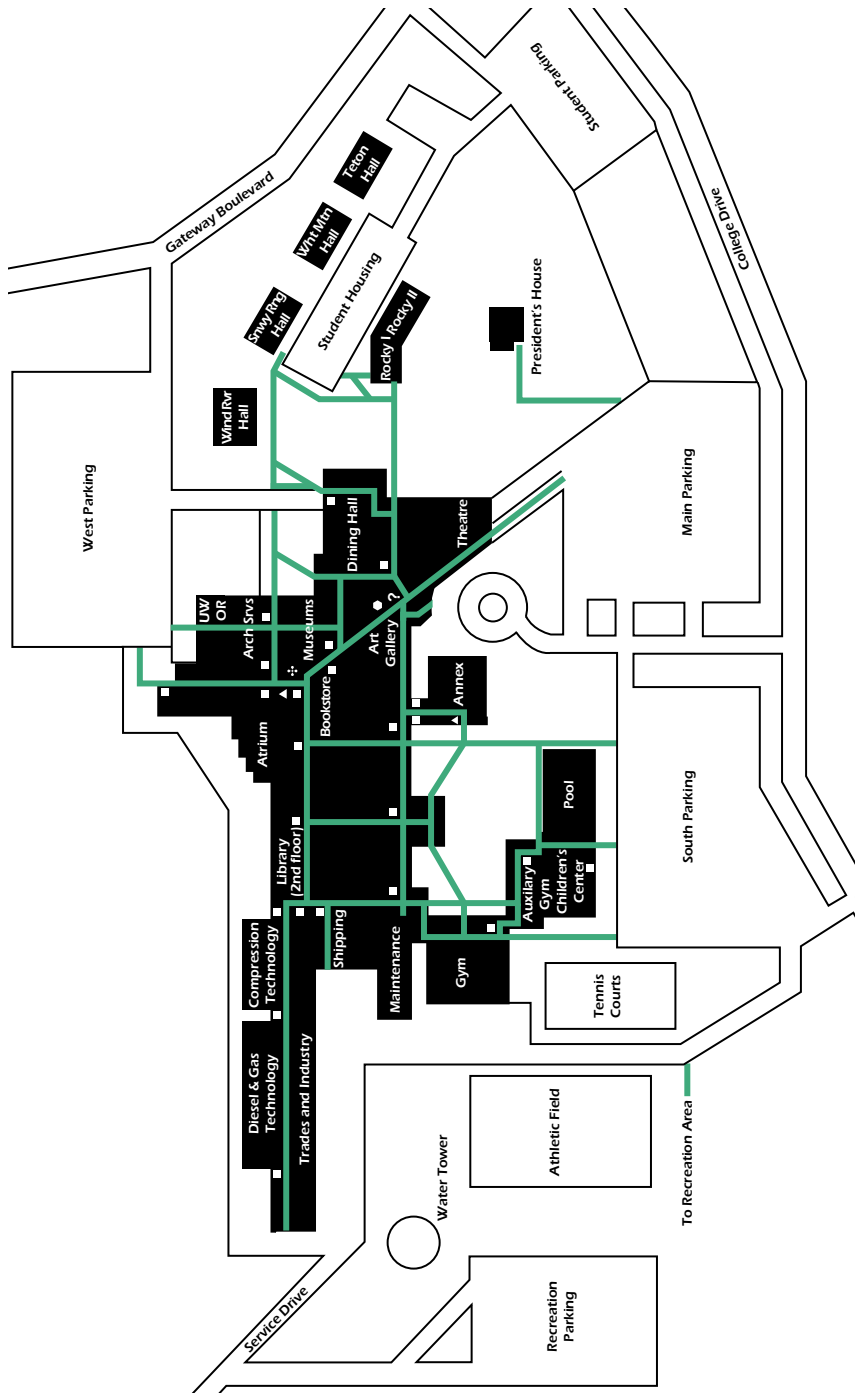 Student Parking
Gateway Boulevard
College Drive
Teton
Hall
Wht Mtn
Hall
Snwy Rng
Hall
Student Housing
Rocky I
Rocky II
President's House
Wind Rvr
Hall
West Parking
Main Parking
Dining Hall
Theatre
UW
OR
Arch Srvs
Museums
?
Art
Gallery
Bookstore
Annex
Atrium
Pool
South Parking
Library
(2nd floor)
Auxilary
Gym
Children's
Center
Compression
Technology
Shipping
Maintenance
Gym
Tennis
Courts
Diesel & Gas
Technology
Trades and Industry
Athletic Field
To Recreation Area
Water Tower
Service Drive
Recreation
Parking